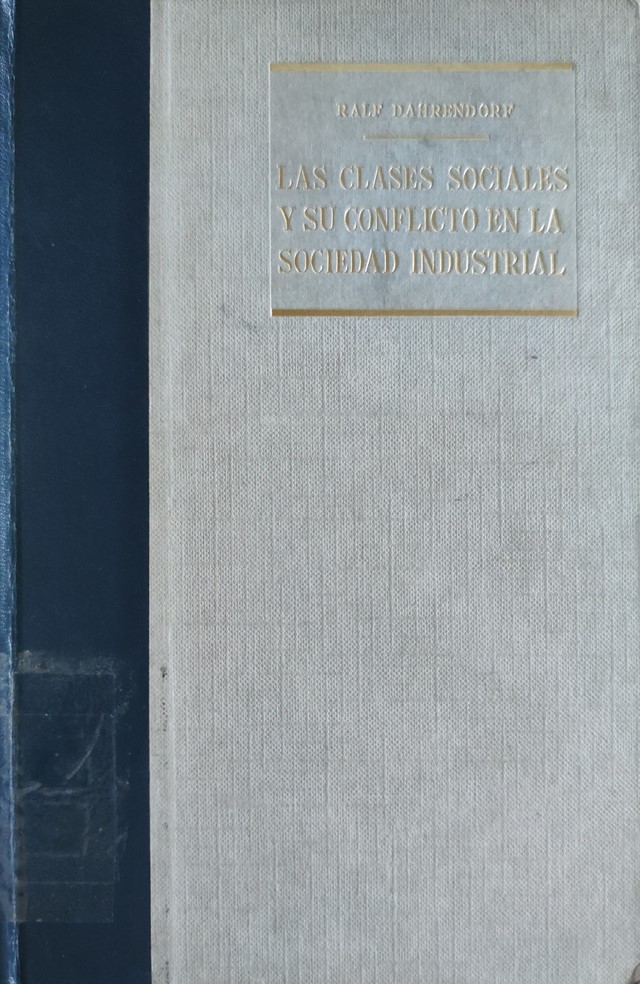 RALF DAHRENDORF
LAS CLASES SOCIALES
Y SU CONFLICTO EN LA
SOCIEDAD INDUSTRIAL